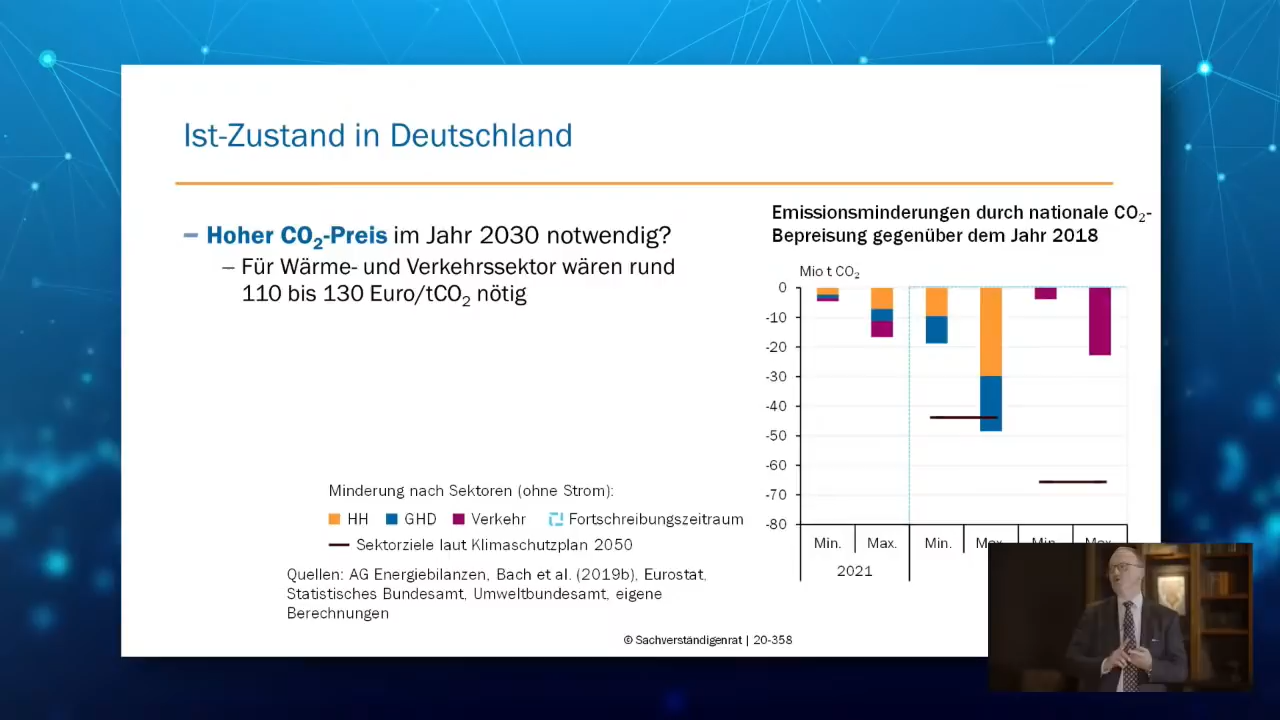 Ist-Zustand in Deutschland
– Hoher CO₂-Preis im Jahr 2030 notwendig?
– Für Wärme- und Verkehrssektor wären rund
110 bis 130 Euro/tCO₂ nötig
Emissionsminderungen durch nationale CO₂-
Bepreisung gegenüber dem Jahr 2018
Mio t CO₂
0
-10
-20
-30
-40
-50
-60
-70
-80
Min. Max. Min. Max. Min. Max.
2021
Minderung nach Sektoren (ohne Strom):
HH GHD Verkehr Fortschreibungszeitraum
Sektorziele laut Klimaschutzplan 2050
Quellen: AG Energiebilanzen, Bach et al. (2019b), Eurostat,
Statistisches Bundesamt, Umweltbundesamt, eigene
Berechnungen
© Sachverständigenrat | 20-358